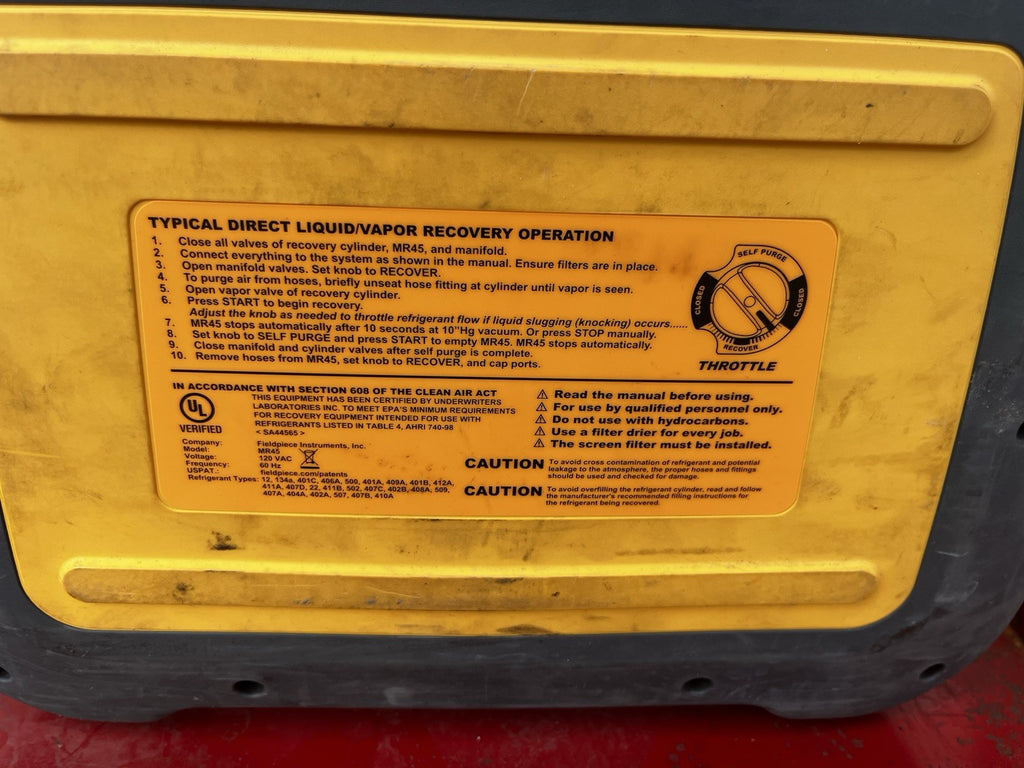 TYPICAL DIRECT LIQUID/VAPOR RECOVERY OPERATION
1. Close all valves of recovery cylinder, MR45, and manifold.
2. Connect everything to the system as shown in the manual. Ensure filters are in place.
3. Open manifold valves. Set knob to RECOVER.
4. To purge air from hoses, briefly unseat hose fitting at cylinder until vapor is seen.
5. Open vapor valve of recovery cylinder.
6. Press START to begin recovery.
Adjust the knob as needed to throttle refrigerant flow if liquid slugging (knocking) occurs......
7. MR45 stops automatically after 10 seconds at 10"Hg vacuum. Or press STOP manually.
8. Set knob to SELF PURGE and press START to empty MR45. MR45 stops automatically.
9. Close manifold and cylinder valves after self purge is complete.
10. Remove hoses from MR45, set knob to RECOVER, and cap ports.
SELF PURGE
CLOSED
CLOSED
RECOVER
THROTTLE
IN ACCORDANCE WITH SECTION 608 OF THE CLEAN AIR ACT
UL
VERIFIED
THIS EQUIPMENT HAS BEEN CERTIFIED BY UNDERWRITERS
LABORATORIES INC. TO MEET EPA'S MINIMUM REQUIREMENTS
FOR RECOVERY EQUIPMENT INTENDED FOR USE WITH
REFRIGERANTS LISTED IN TABLE 4, AHRI 740-98
< SA44565 >
Company: Fieldpiece Instruments, Inc.
Model: MR45
Voltage: 120 VAC
Frequency: 60 Hz
USPAT.: fieldpiece.com/patents
Refrigerant Types: 12, 134a, 401C, 406A, 500, 401A, 409A, 401B, 412A,
411A, 407D, 22, 411B, 502, 407C, 402B, 408A, 509,
407A, 404A, 402A, 507, 407B, 410A
Read the manual before using.
For use by qualified personnel only.
Do not use with hydrocarbons.
Use a filter drier for every job.
The screen filter must be installed.
CAUTION To avoid cross contamination of refrigerant and potential
leakage to the atmosphere, the proper hoses and fittings
should be used and checked for damage.
CAUTION To avoid overfilling the refrigerant cylinder, read and follow
the manufacturer's recommended filling instructions for
the refrigerant being recovered.